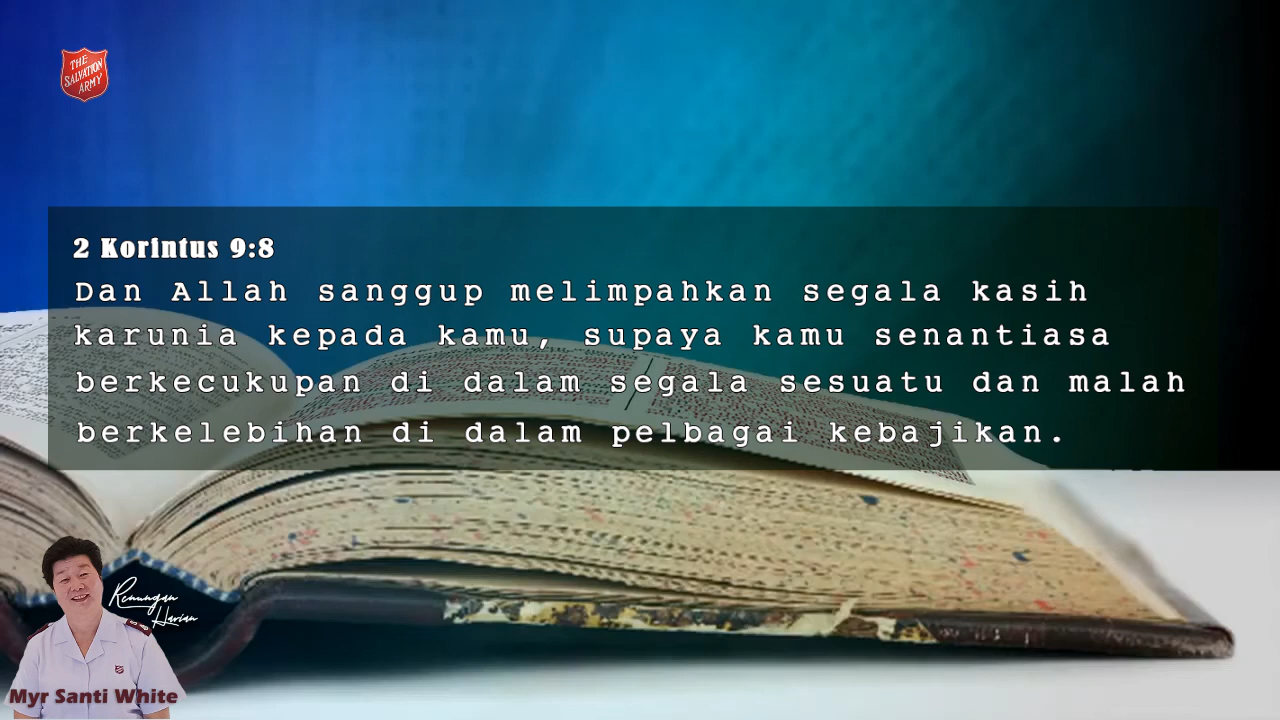 THE
SALVATION
ARMY
2 Korintus 9:8
Dan Allah sanggup melimpahkan segala kasih
karunia kepada kamu, supaya kamu senantiasa
berkecukupan di dalam segala sesuatu dan malah
berkelebihan di dalam pelbagai kebajikan.
Renungan
Harian
Myr Santi White